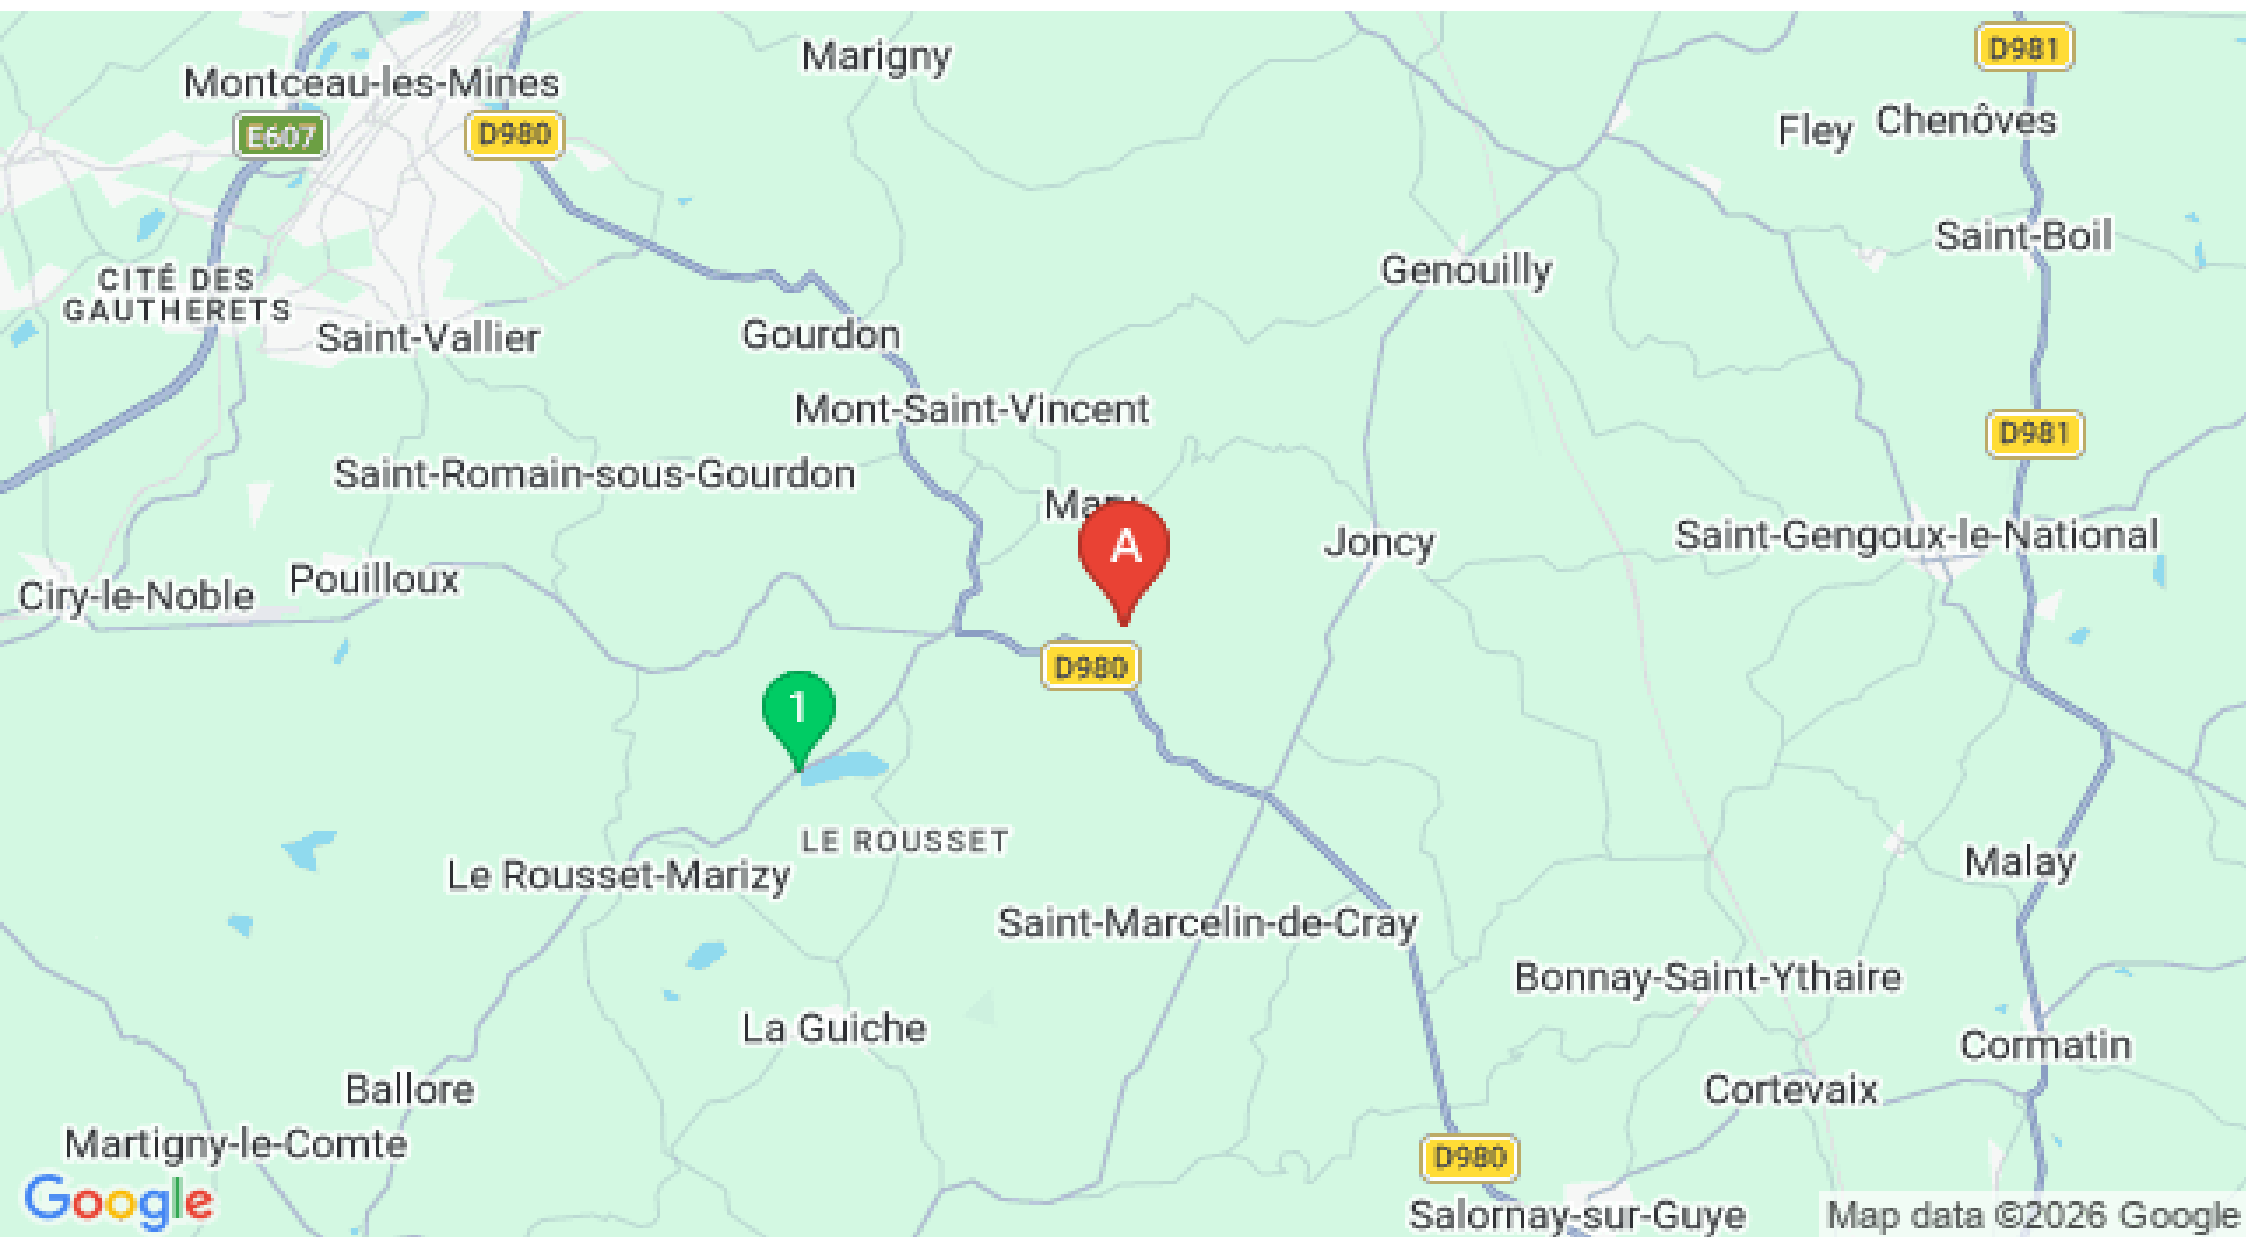 Marigny
D981
Montceau-les-Mines
E607
D980
Fley
Chenôves
Saint-Boil
CITÉ DES
GAUTHERETS
Genouilly
Saint-Vallier
Gourdon
Mont-Saint-Vincent
D981
Saint-Romain-sous-Gourdon
A
Joncy
Saint-Gengoux-le-National
Pouilloux
Ciry-le-Noble
D980
1
LE ROUSSET
Le Rousset-Marizy
Malay
Saint-Marcelin-de-Cray
Bonnay-Saint-Ythaire
La Guiche
Cormatin
Ballore
Cortevaix
Martigny-le-Comte
D980
Google
Salornay-sur-Guye
Map data ©2026 Google